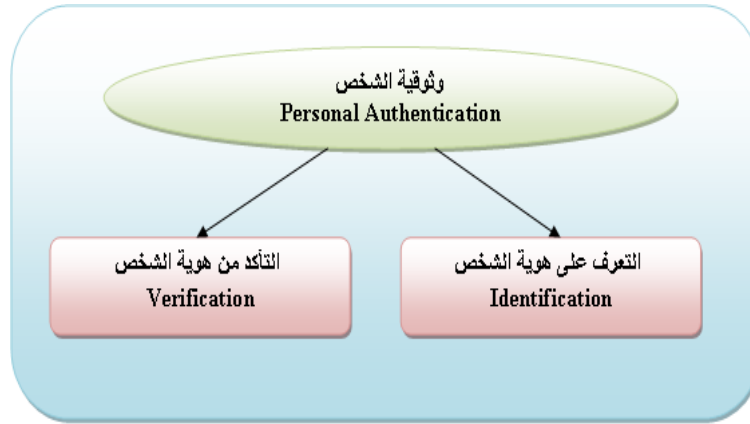 وثوقية الشخص
Personal Authentication
التعرف على هوية الشخص
Identification
التأكد من هوية الشخص
Verification